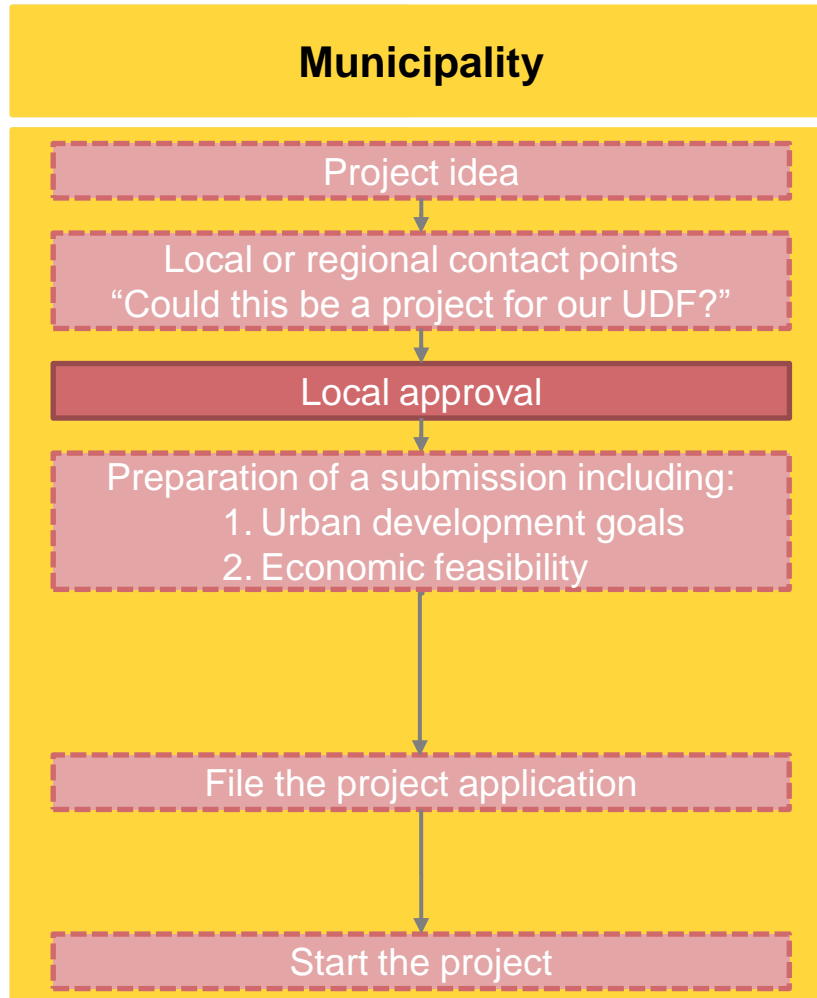 Municipality
Project idea
Local or regional contact points
“Could this be a project for our UDF?”
Local approval
Preparation of a submission including:
1. Urban development goals
2. Economic feasibility
File the project application
Start the project